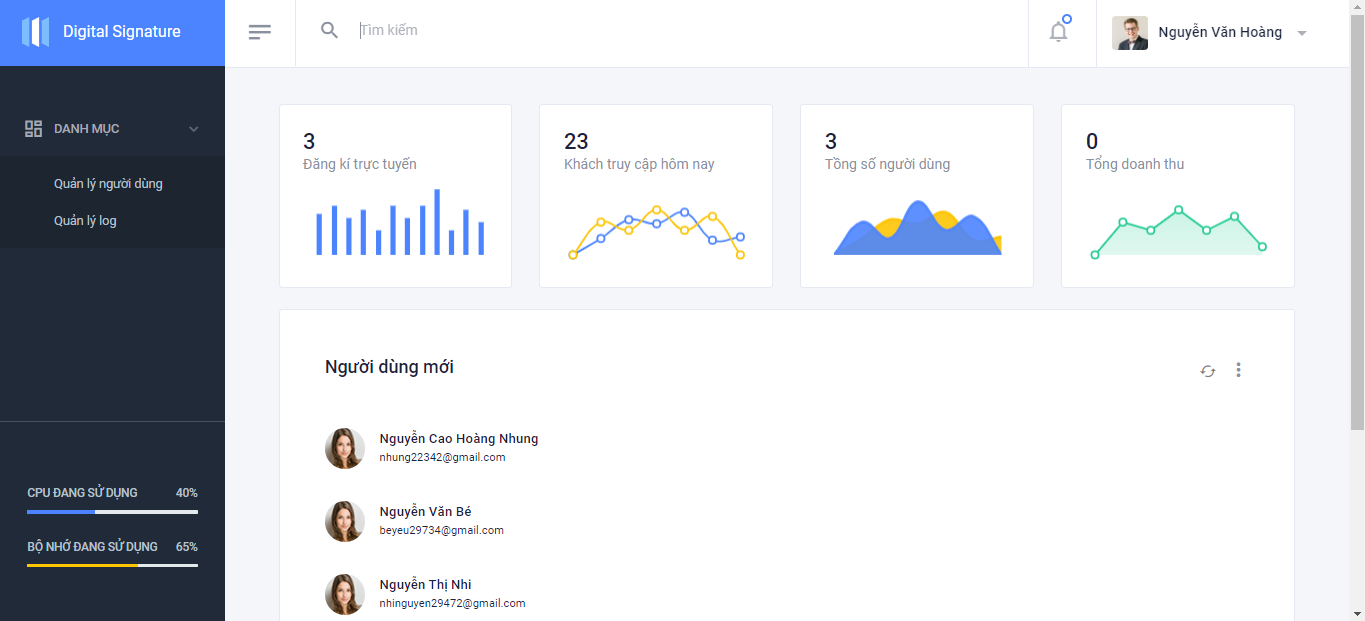 Digital Signature
Tìm kiếm
Nguyễn Văn Hoàng
DANH MỤC
Quản lý người dùng
Quản lý log
CPU ĐANG SỬ DỤNG 40%
BỘ NHỚ ĐANG SỬ DỤNG 65%
3
Đăng kí trực tuyến
23
Khách truy cập hôm nay
3
Tồng số người dùng
0
Tổng doanh thu
Người dùng mới
Nguyễn Cao Hoàng Nhung
nhung22342@gmail.com
Nguyễn Văn Bé
beyeu29734@gmail.com
Nguyễn Thị Nhi
nhinguyen29472@gmail.com